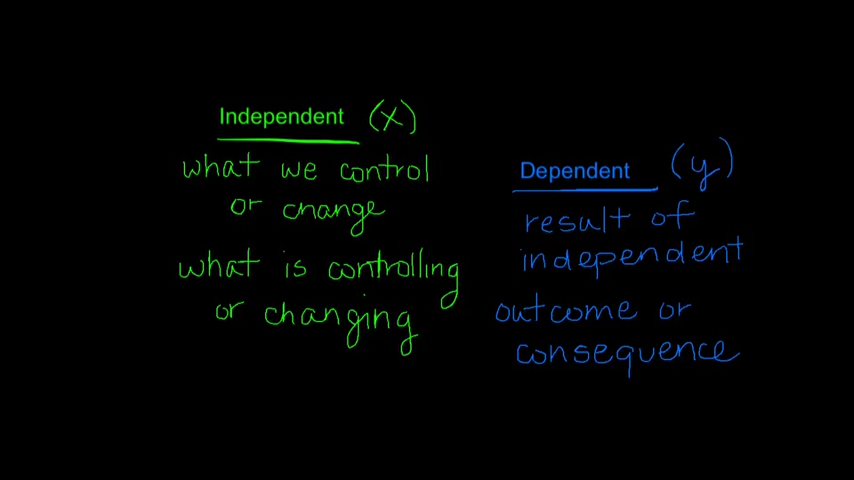 Independent (x)
what we control
or change
what is controlling
or changing
Dependent (y)
result of
independent
outcome or
consequence